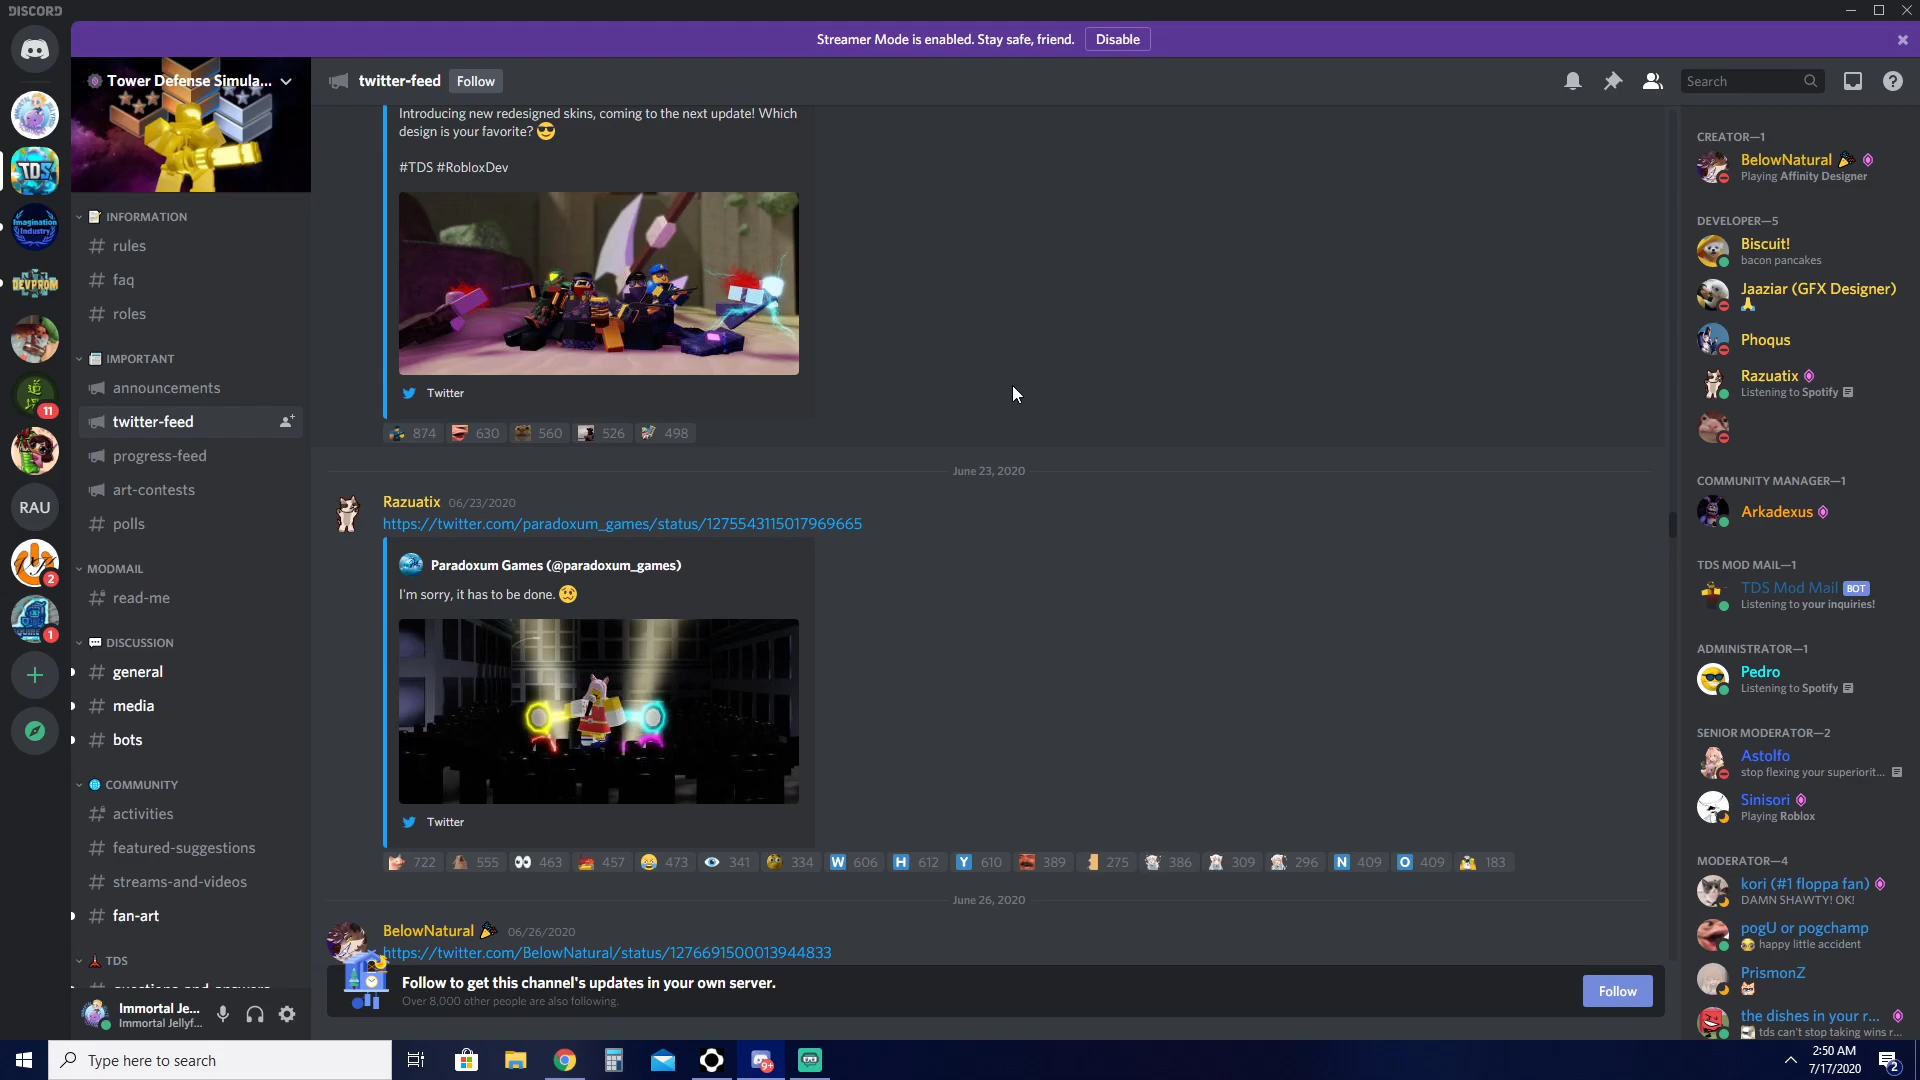 DISCORD
Streamer Mode is enabled. Stay safe, friend.
Disable
Tower Defense Simula...
twitter-feed
Follow
Search
TDS
Imagination
Industry
DEVPROM
11
RAU
2
1
INFORMATION
rules
faq
roles
IMPORTANT
announcements
twitter-feed
progress-feed
art-contests
polls
MODMAIL
read-me
DISCUSSION
general
media
bots
COMMUNITY
activities
featured-suggestions
streams-and-videos
fan-art
TDS
Immortal Je...
Immortal Jellyf...
Introducing new redesigned skins, coming to the next update! Which
design is your favorite?
#TDS #RobloxDev
Twitter
874 630 560 526 498
June 23, 2020
Razuatix 06/23/2020
https://twitter.com/paradoxum_games/status/1275543115017969665
Paradoxum Games (@paradoxum_games)
I'm sorry, it has to be done.
Twitter
722 555 463 457 473 341 334 W 606 H 612 Y 610 389 275 386 309 296 N 409 O 409 183
June 26, 2020
BelowNatural 06/26/2020
https://twitter.com/BelowNatural/status/1276691500013944833
Follow to get this channel's updates in your own server.
Over 8,000 other people are also following.
Follow
CREATOR—1
BelowNatural
Playing Affinity Designer
DEVELOPER—5
Biscuit!
bacon pancakes
Jaaziar (GFX Designer)
Phoqus
Razuatix
Listening to Spotify
COMMUNITY MANAGER—1
Arkadexus
TDS MOD MAIL—1
TDS Mod Mail BOT
Listening to your inquiries!
ADMINISTRATOR—1
Pedro
Listening to Spotify
SENIOR MODERATOR—2
Astolfo
stop flexing your superiorit...
Sinisori
Playing Roblox
MODERATOR—4
kori (#1 floppa fan)
DAMN SHAWTY! OK!
pogU or pogchamp
happy little accident
PrismonZ
the dishes in your r...
tds can't stop taking wins r...
Type here to search
9+
2:50 AM
7/17/2020
2